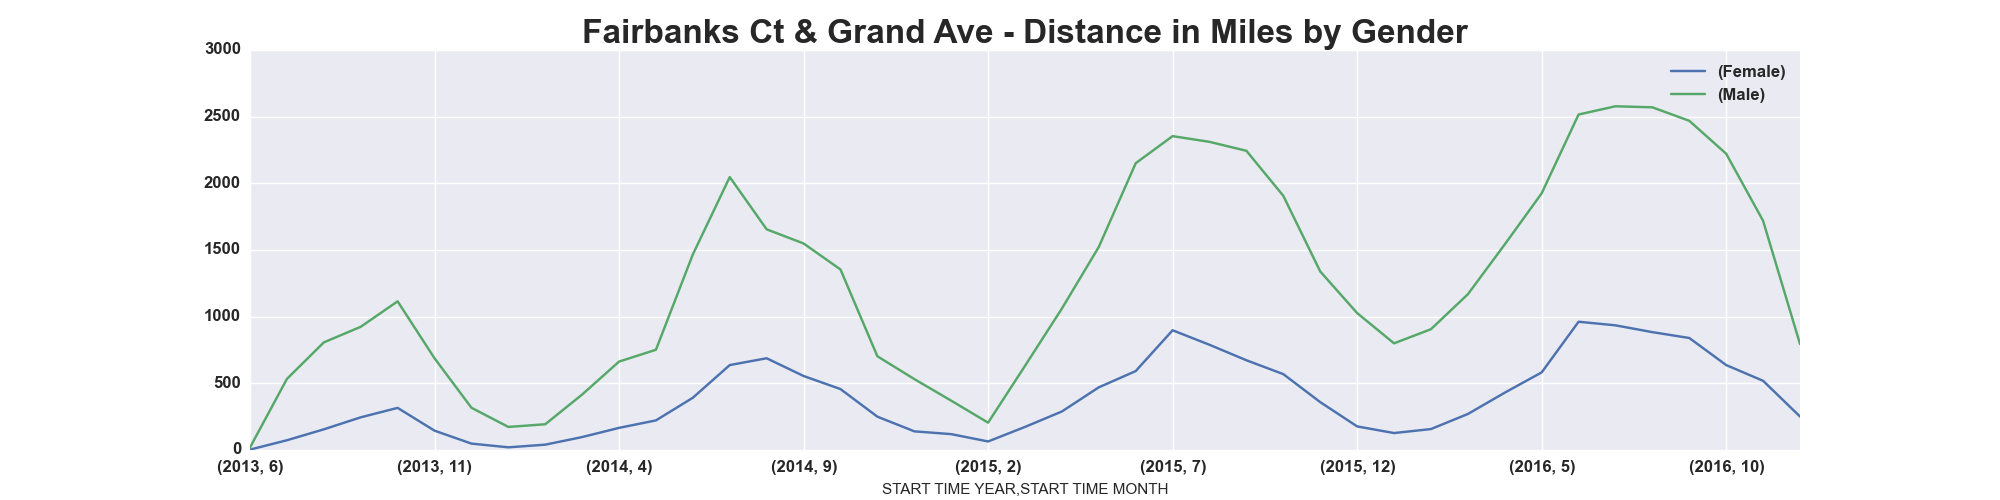 Fairbanks Ct & Grand Ave - Distance in Miles by Gender
3000
2500
2000
1500
1000
500
0
(Female)
(Male)
(2013, 6) (2013, 11) (2014, 4) (2014, 9) (2015, 2) (2015, 7) (2015, 12) (2016, 5) (2016, 10)
START TIME YEAR,START TIME MONTH